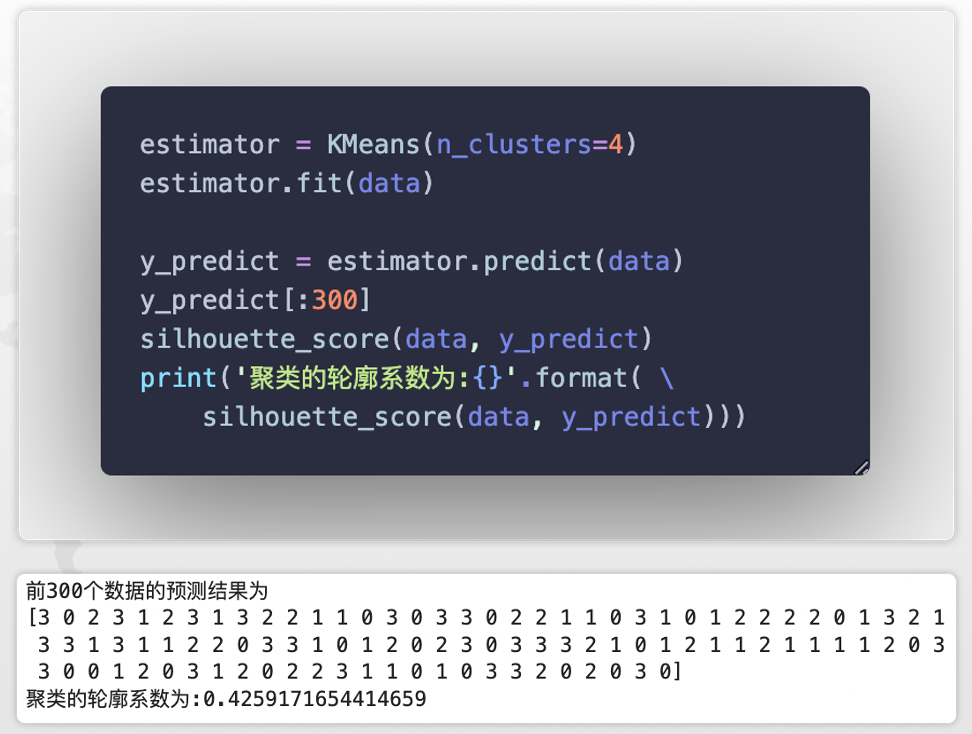 estimator = KMeans(n_clusters=4)
estimator.fit(data)
y_predict = estimator.predict(data)
y_predict[:300]
silhouette_score(data, y_predict)
print('聚类的轮廓系数为:{}'.format( \
    silhouette_score(data, y_predict)))
前300个数据的预测结果为
[3 0 2 3 1 2 3 1 3 2 2 1 1 0 3 0 3 3 0 2 2 1 1 0 3 1 0 1 2 2 2 2 0 1 3 2 1
 3 3 1 3 1 1 2 2 0 3 3 1 0 1 2 0 2 3 0 3 3 3 2 1 0 1 2 1 1 2 1 1 1 1 2 0 3
 3 0 0 1 2 0 3 1 2 0 2 2 3 1 1 0 1 0 3 3 2 0 2 0 3 0]
聚类的轮廓系数为:0.4259171654414659